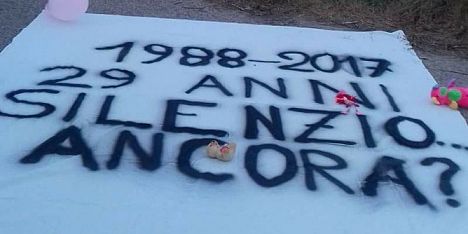 1988-2017
29 ANNI
SILENZIO...
ANCORA?